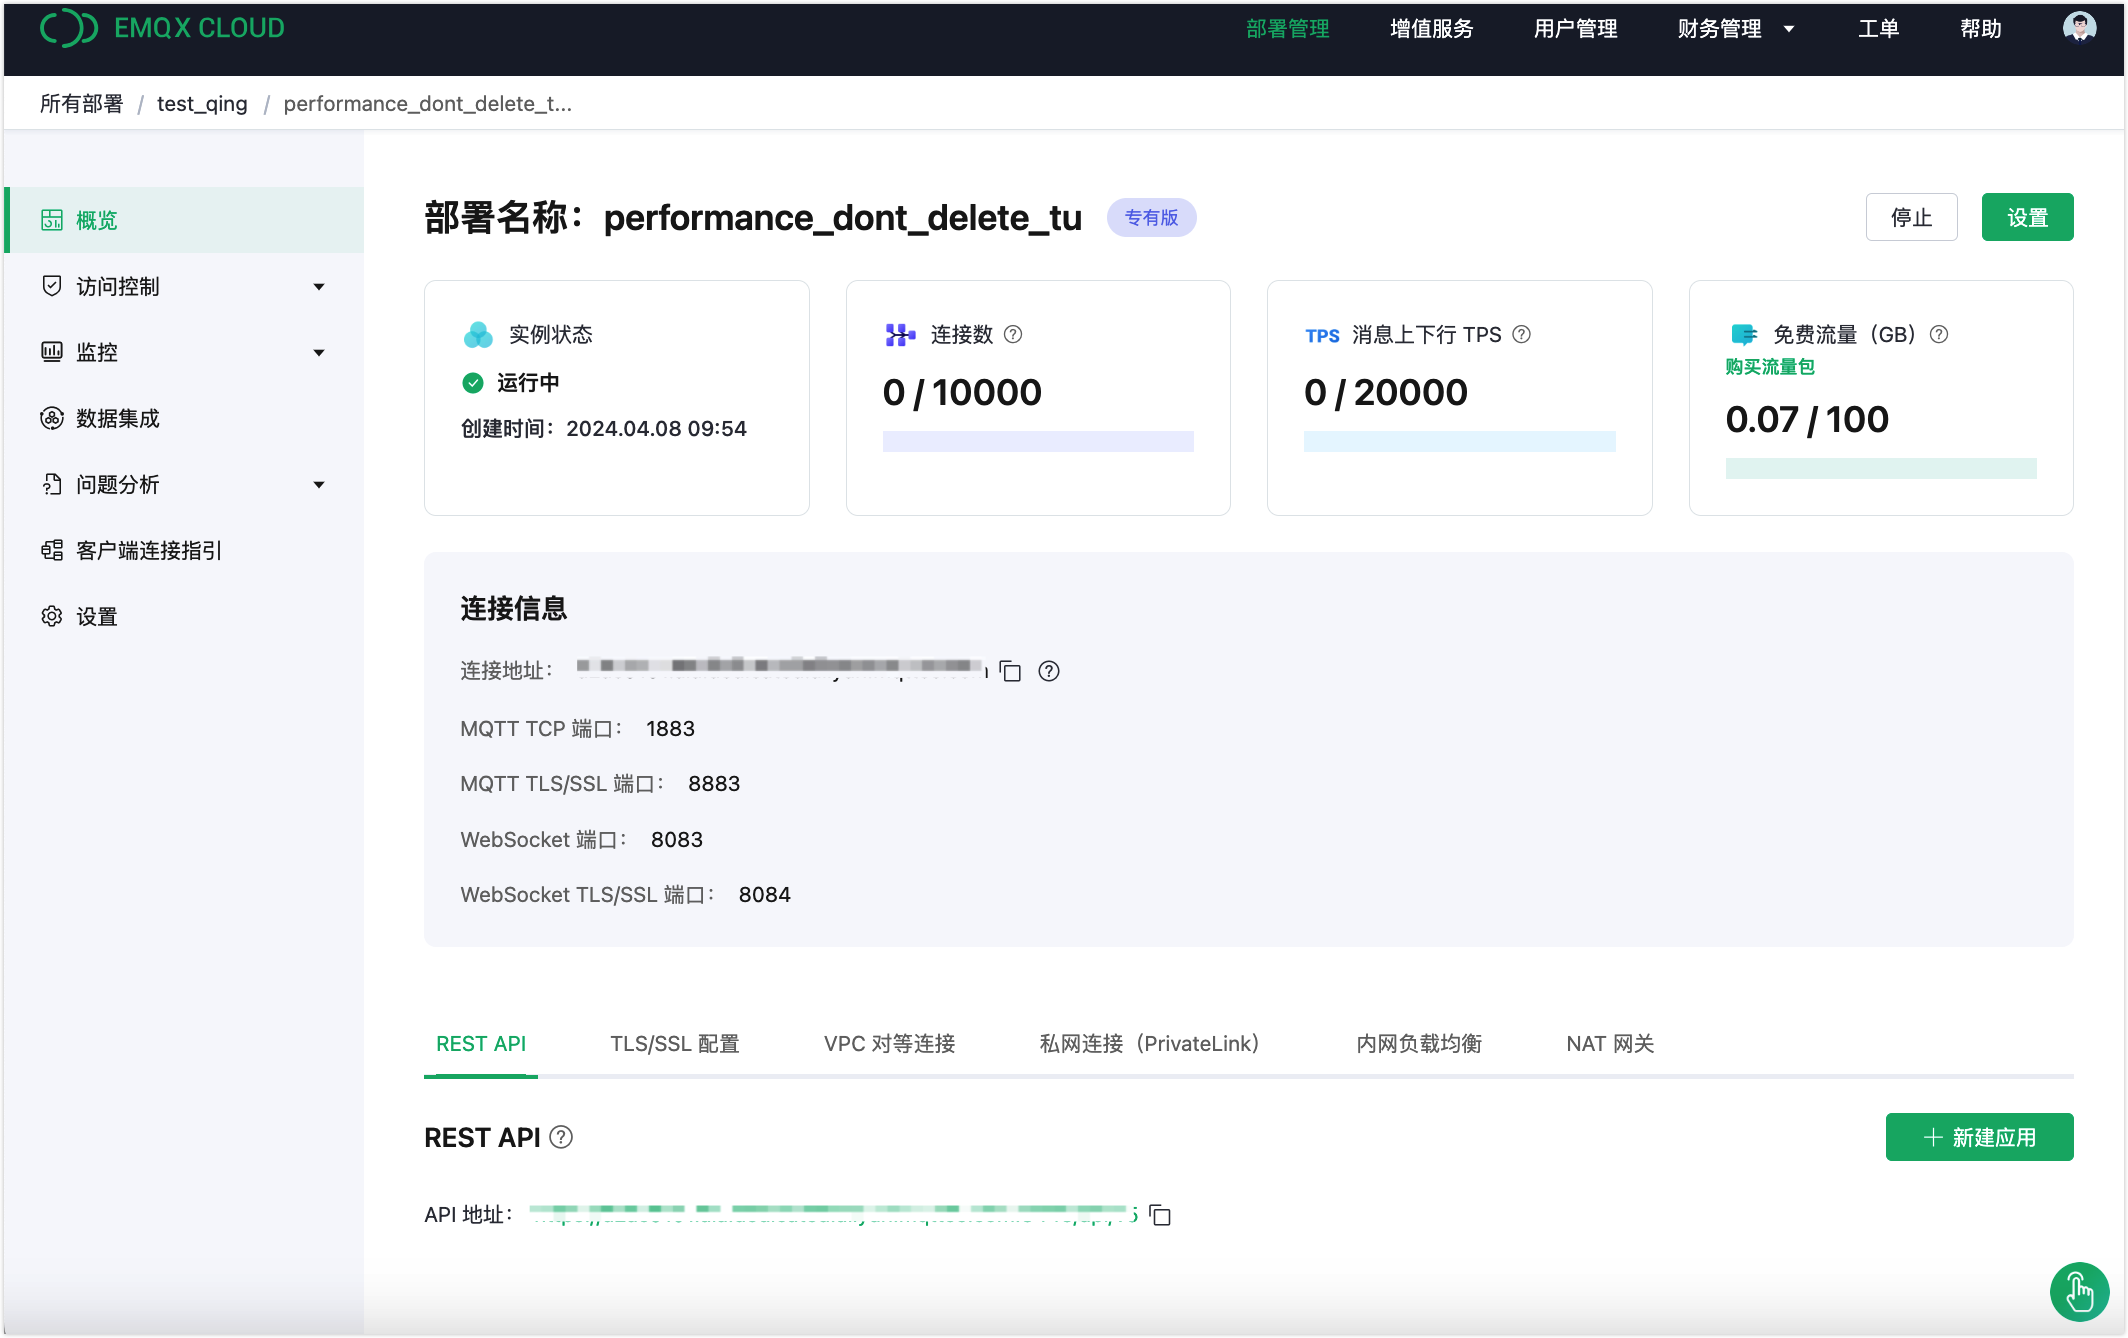 EMQX CLOUD
部署管理 增值服务 用户管理 财务管理 工单 帮助
所有部署 / test_qing / performance_dont_delete_t...
概览
访问控制
监控
数据集成
问题分析
客户端连接指引
设置
部署名称：performance_dont_delete_tu 专有版
停止 设置
实例状态
运行中
创建时间：2024.04.08 09:54
连接数
0 / 10000
TPS 消息上下行 TPS
0 / 20000
免费流量（GB）
购买流量包
0.07 / 100
连接信息
连接地址：
MQTT TCP 端口： 1883
MQTT TLS/SSL 端口： 8883
WebSocket 端口： 8083
WebSocket TLS/SSL 端口： 8084
REST API TLS/SSL 配置 VPC 对等连接 私网连接（PrivateLink） 内网负载均衡 NAT 网关
REST API
新建应用
API 地址：